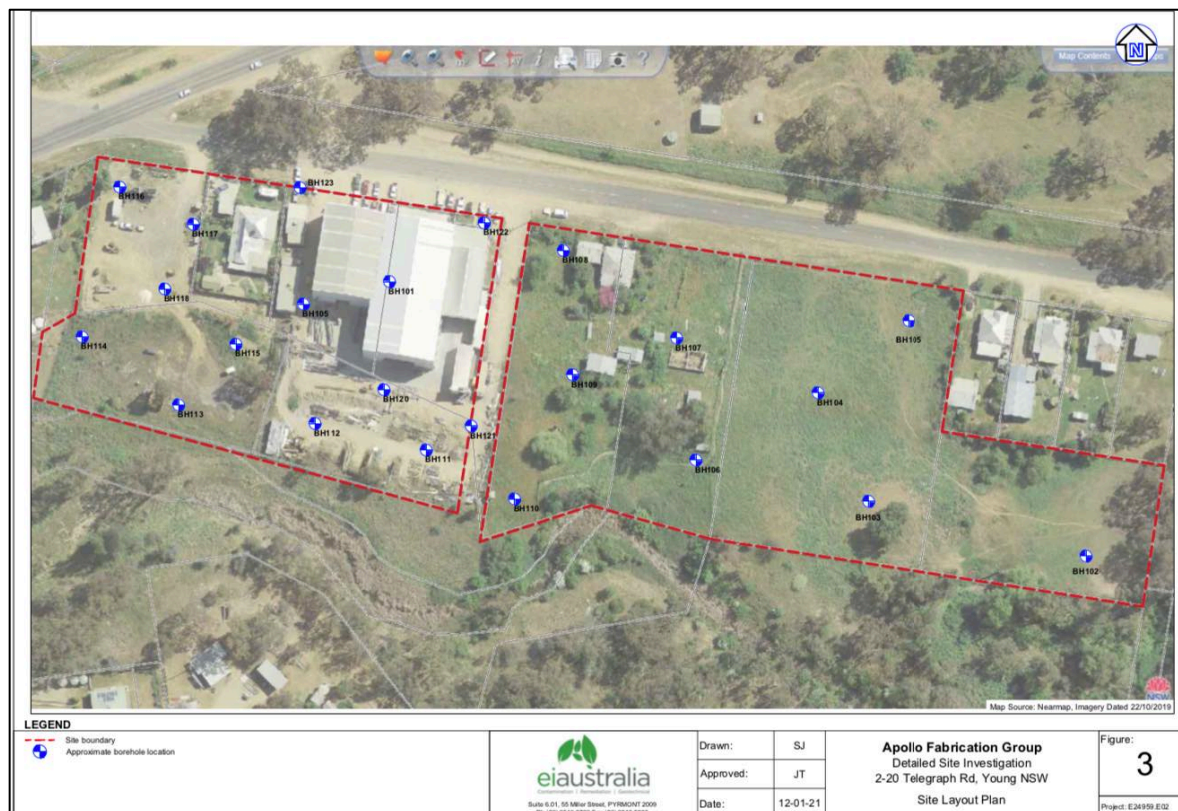 N
Map Contents
BH116
BH123
BH117
BH122
BH108
BH101
BH118
BH105
BH105
BH114
BH115
BH107
BH109
BH104
BH120
BH113
BH112
BH121
BH111
BH106
BH110
BH103
BH102
NSW
Map Source: Nearmap, Imagery Dated 22/10/2019
LEGEND
Site boundary
Approximate borehole location
eiaustralia
Contamination | Remediation | Geotechnical
Suite 6.01, 55 Miller Street, PYRMONT 2009
Drawn: SJ
Approved: JT
Date: 12-01-21
Apollo Fabrication Group
Detailed Site Investigation
2-20 Telegraph Rd, Young NSW
Site Layout Plan
Figure:
3
Project: E24959.E02